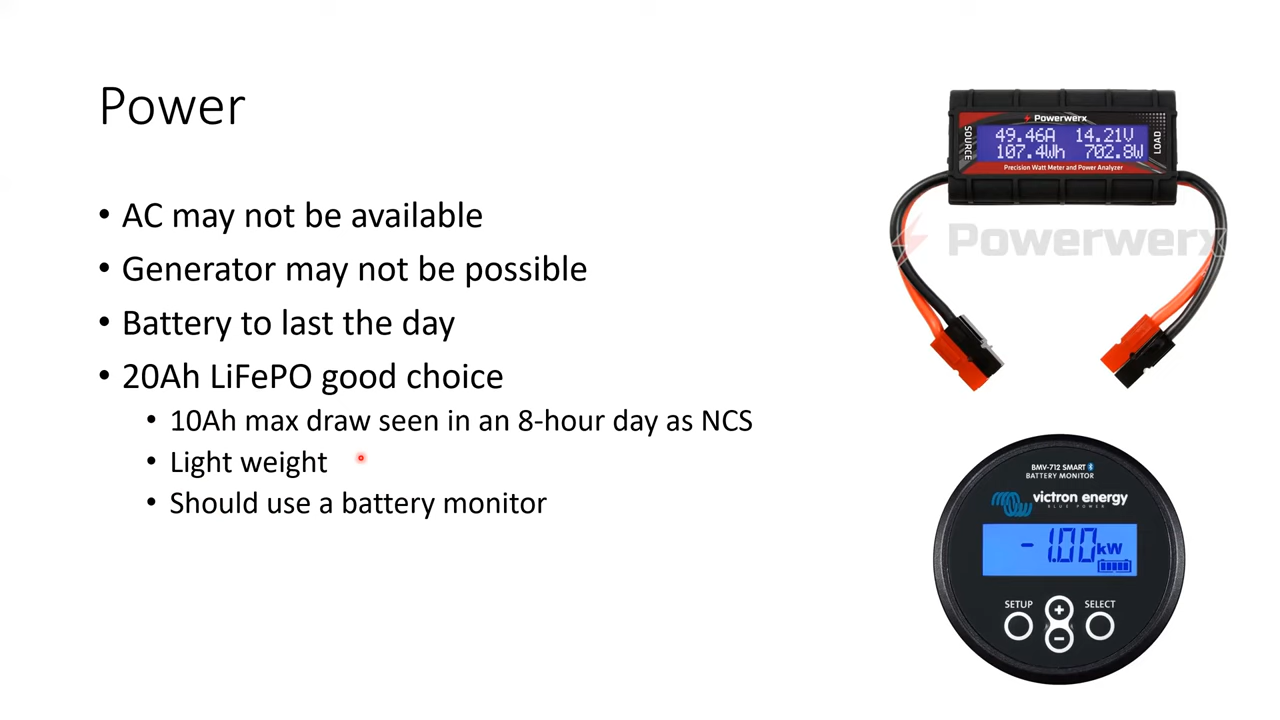 Power
• AC may not be available
• Generator may not be possible
• Battery to last the day
• 20Ah LiFePO good choice
• 10Ah max draw seen in an 8-hour day as NCS
• Light weight
• Should use a battery monitor
Powerwerx
SOURCE
49.46A 14.21V
107.4Wh 702.8W
LOAD
Precision Watt Meter and Power Analyzer
Powerwerx
BMV-712 SMART
BATTERY MONITOR
victron energy
BLUE POWER
-1.00kW
SETUP
+
SELECT
−